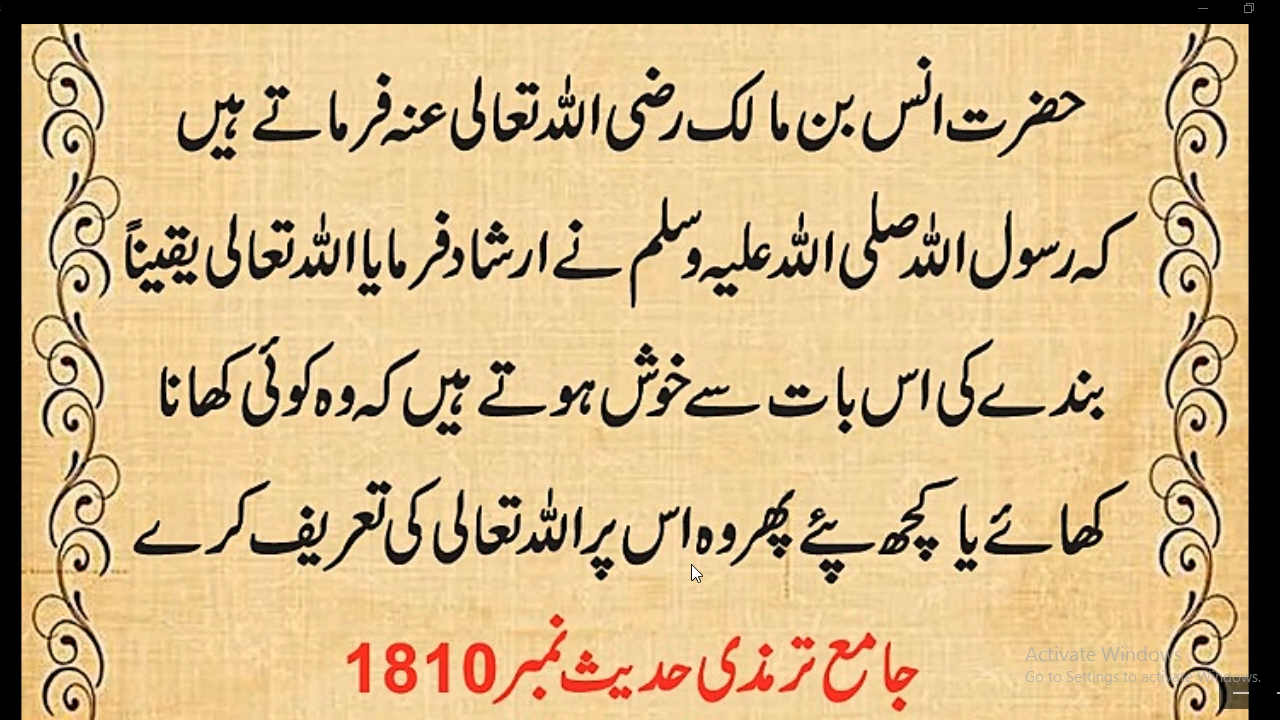 حضرت انس بن مالک رضی اللہ تعالی عنہ فرماتے ہیں
کہ رسول اللہ صلی اللہ علیہ وسلم نے ارشاد فرمایا اللہ تعالی یقیناً
بندے کی اس بات سے خوش ہوتے ہیں کہ وہ کوئی کھانا
کھائے یا کچھ پئے پھر وہ اس پر اللہ تعالی کی تعریف کرے
جامع ترمذی حدیث نمبر 1810
Activate Windows
Go to Settings to activate Windows.